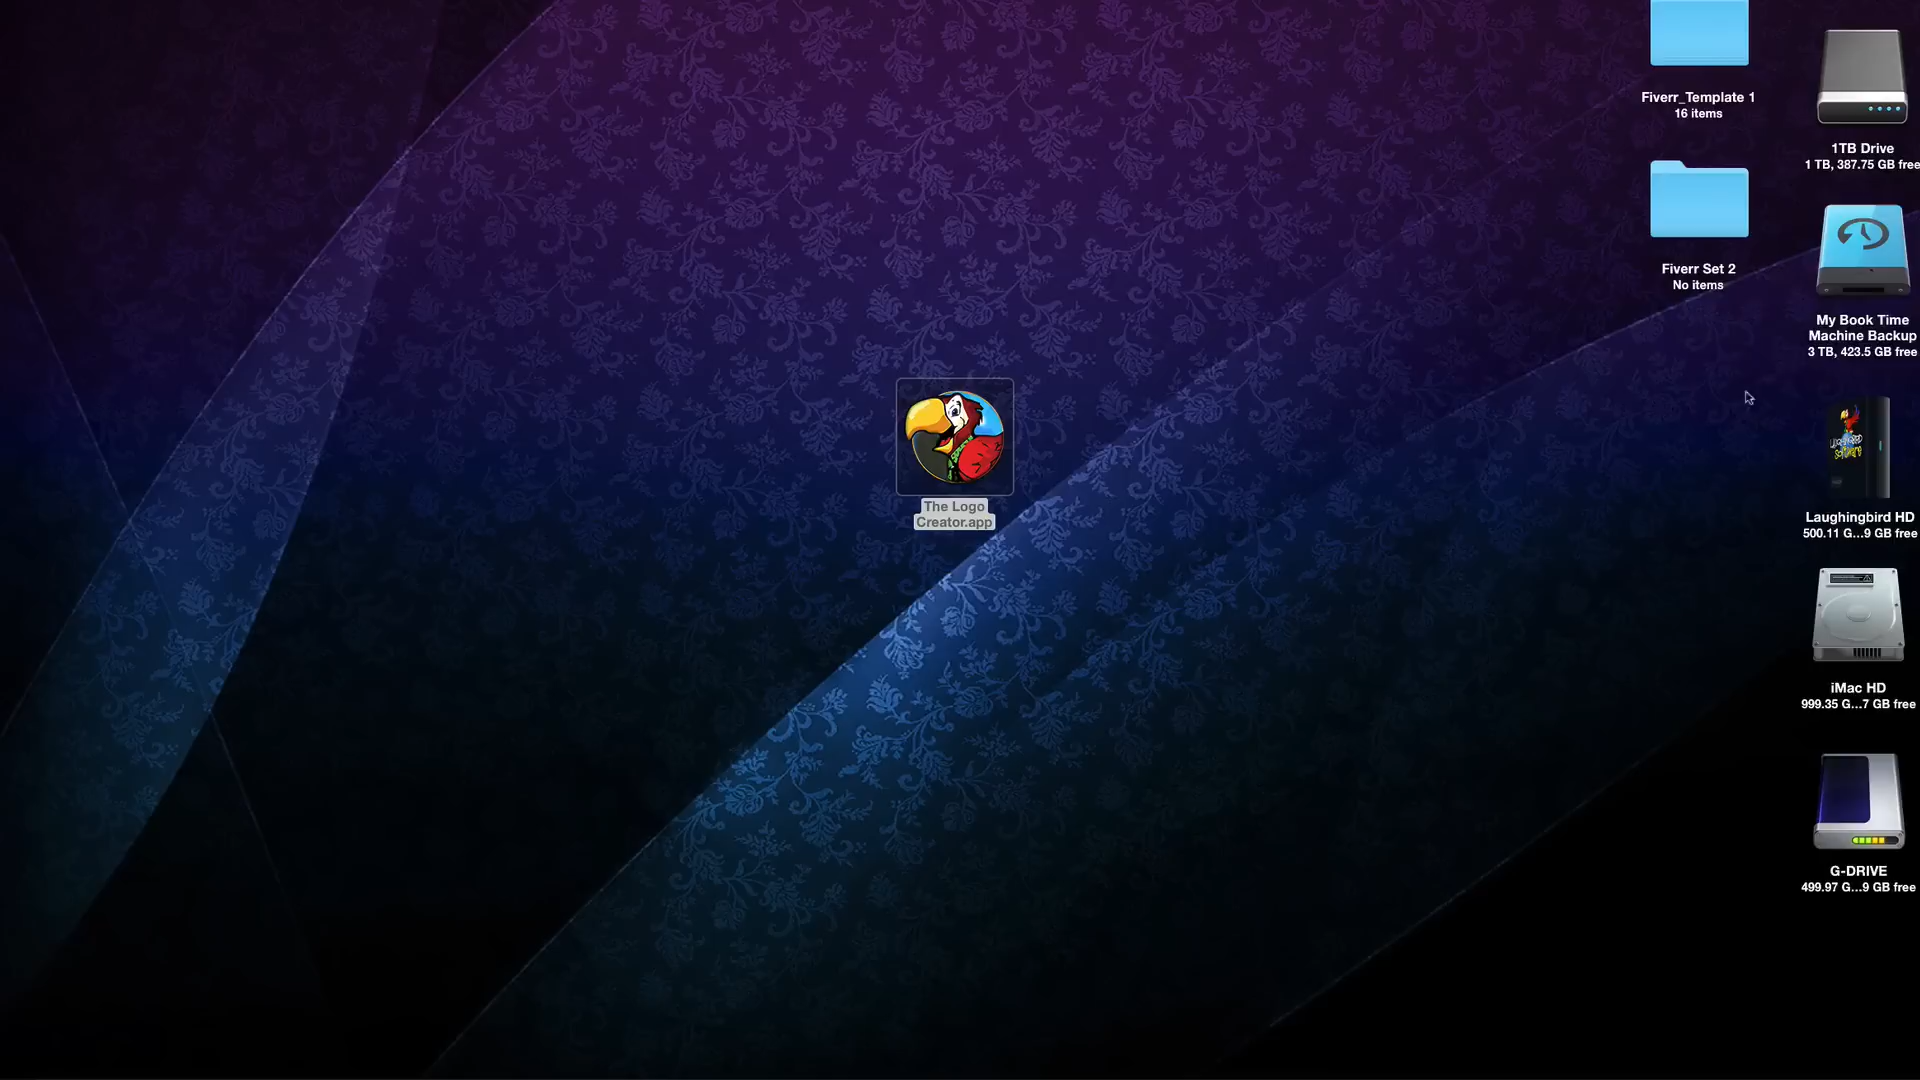 Fiverr_Template 1
16 items
1TB Drive
1 TB, 387.75 GB free
Fiverr Set 2
No items
My Book Time
Machine Backup
3 TB, 423.5 GB free
The Logo
Creator.app
Laughingbird HD
500.11 G...9 GB free
iMac HD
999.35 G...7 GB free
G-DRIVE
499.97 G...9 GB free